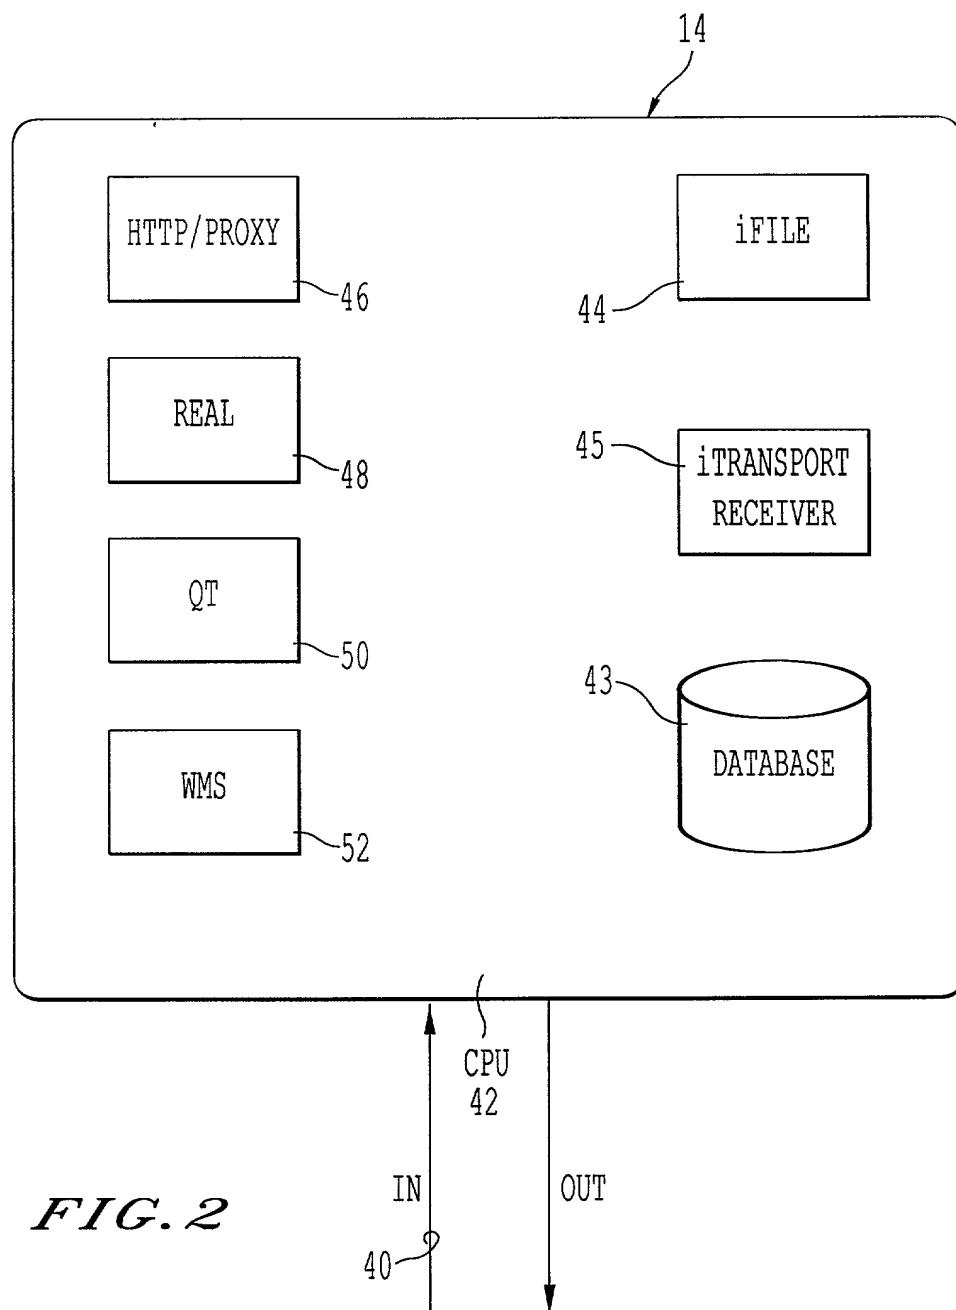 14
HTTP/PROXY
46
iFILE
44
REAL
48
45
iTRANSPORT
RECEIVER
QT
50
43
DATABASE
WMS
52
CPU
42
IN
OUT
40
FIG. 2